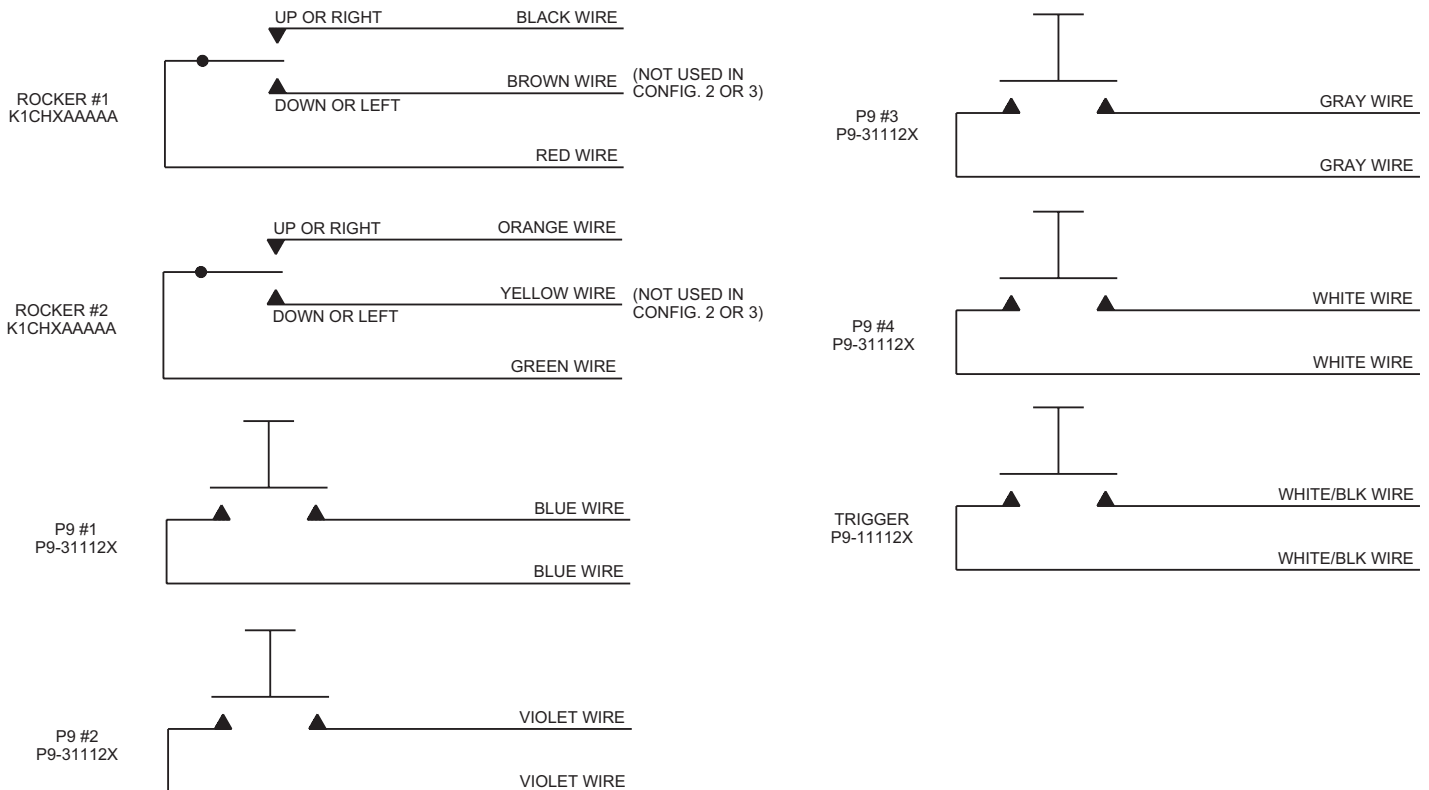 UP OR RIGHT
BLACK WIRE
ROCKER #1
K1CHXAAAAA
BROWN WIRE
(NOT USED IN
CONFIG. 2 OR 3)
DOWN OR LEFT
RED WIRE
UP OR RIGHT
ORANGE WIRE
ROCKER #2
K1CHXAAAAA
YELLOW WIRE
(NOT USED IN
CONFIG. 2 OR 3)
DOWN OR LEFT
GREEN WIRE
P9 #1
P9-31112X
BLUE WIRE
BLUE WIRE
P9 #2
P9-31112X
VIOLET WIRE
VIOLET WIRE
P9 #3
P9-31112X
GRAY WIRE
GRAY WIRE
P9 #4
P9-31112X
WHITE WIRE
WHITE WIRE
TRIGGER
P9-11112X
WHITE/BLK WIRE
WHITE/BLK WIRE